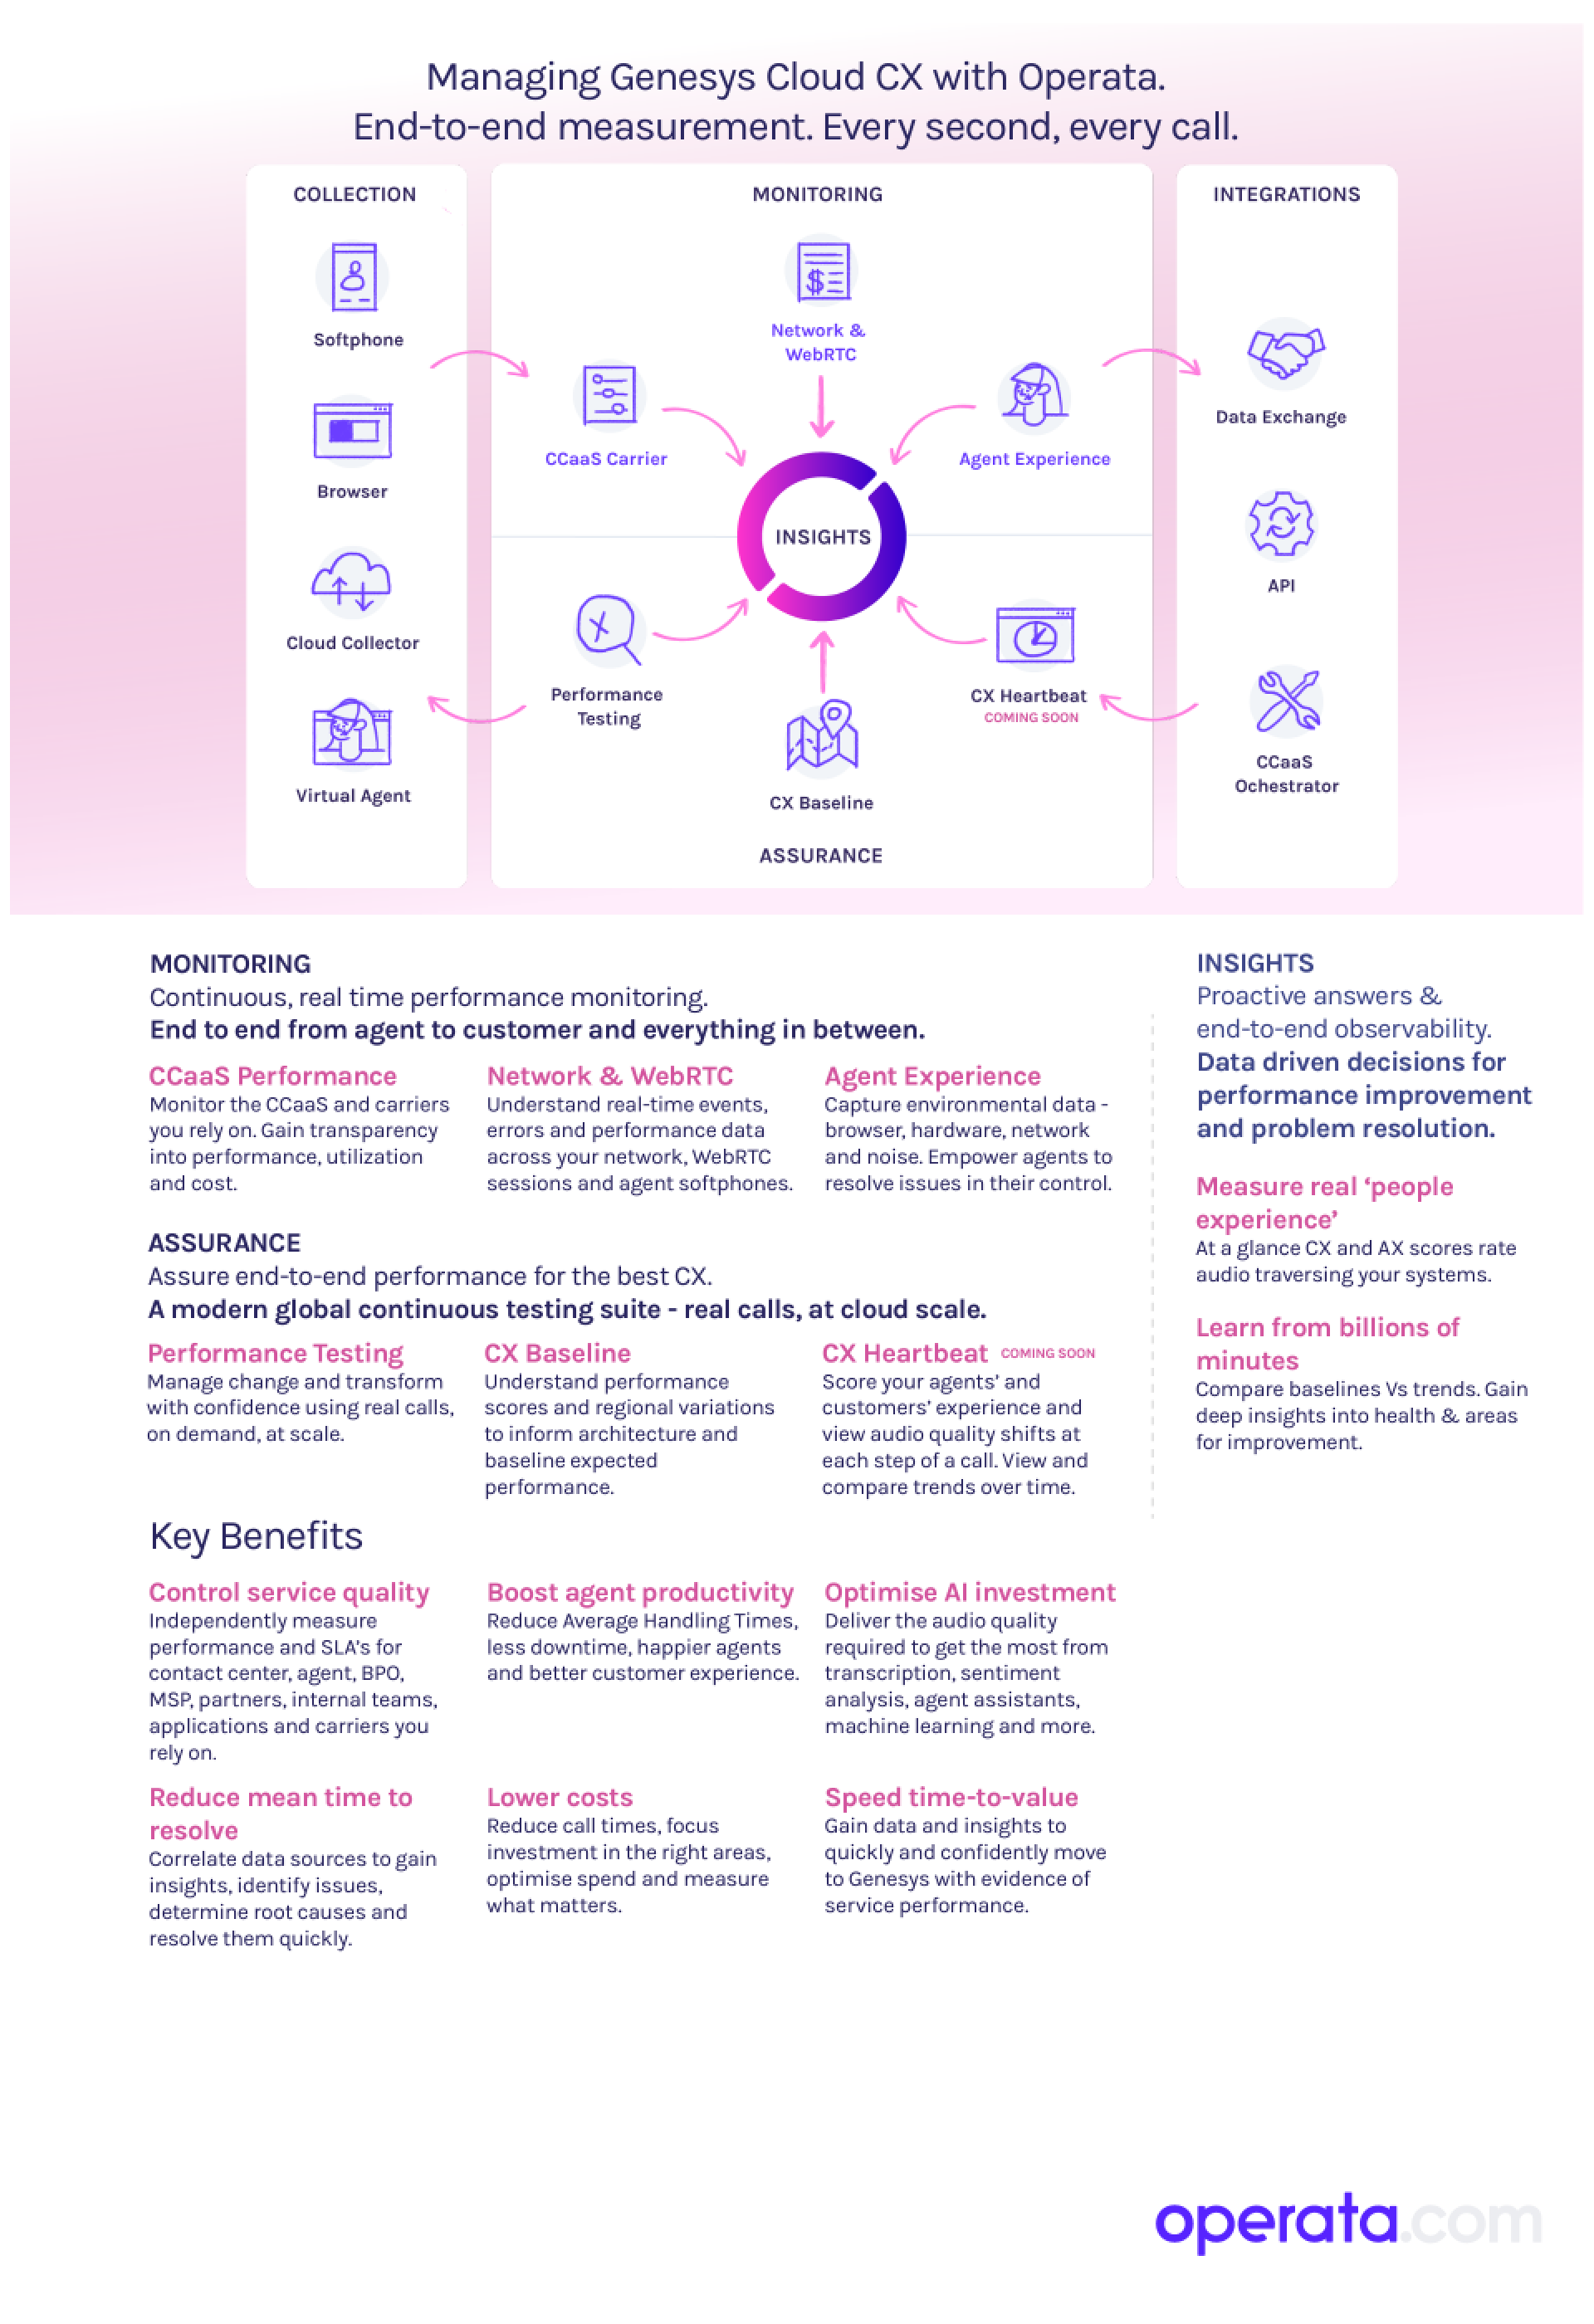 Managing Genesys Cloud CX with Operata.
End-to-end measurement. Every second, every call.
COLLECTION
Softphone
Browser
Cloud Collector
Virtual Agent
MONITORING
Network &
WebRTC
CCaaS Carrier
Agent Experience
INSIGHTS
Performance
Testing
CX Heartbeat
COMING SOON
CX Baseline
ASSURANCE
INTEGRATIONS
Data Exchange
API
CCaaS
Ochestrator
MONITORING
Continuous, real time performance monitoring.
End to end from agent to customer and everything in between.
CCaaS Performance
Monitor the CCaaS and carriers
you rely on. Gain transparency
into performance, utilization
and cost.
Network & WebRTC
Understand real-time events,
errors and performance data
across your network, WebRTC
sessions and agent softphones.
Agent Experience
Capture environmental data -
browser, hardware, network
and noise. Empower agents to
resolve issues in their control.
ASSURANCE
Assure end-to-end performance for the best CX.
A modern global continuous testing suite - real calls, at cloud scale.
Performance Testing
Manage change and transform
with confidence using real calls,
on demand, at scale.
CX Baseline
Understand performance
scores and regional variations
to inform architecture and
baseline expected
performance.
CX Heartbeat COMING SOON
Score your agents’ and
customers’ experience and
view audio quality shifts at
each step of a call. View and
compare trends over time.
INSIGHTS
Proactive answers &
end-to-end observability.
Data driven decisions for
performance improvement
and problem resolution.
Measure real ‘people
experience’
At a glance CX and AX scores rate
audio traversing your systems.
Learn from billions of
minutes
Compare baselines Vs trends. Gain
deep insights into health & areas
for improvement.
Key Benefits
Control service quality
Independently measure
performance and SLA's for
contact center, agent, BPO,
MSP, partners, internal teams,
applications and carriers you
rely on.
Boost agent productivity
Reduce Average Handling Times,
less downtime, happier agents
and better customer experience.
Optimise AI investment
Deliver the audio quality
required to get the most from
transcription, sentiment
analysis, agent assistants,
machine learning and more.
Reduce mean time to
resolve
Correlate data sources to gain
insights, identify issues,
determine root causes and
resolve them quickly.
Lower costs
Reduce call times, focus
investment in the right areas,
optimise spend and measure
what matters.
Speed time-to-value
Gain data and insights to
quickly and confidently move
to Genesys with evidence of
service performance.
operata.com